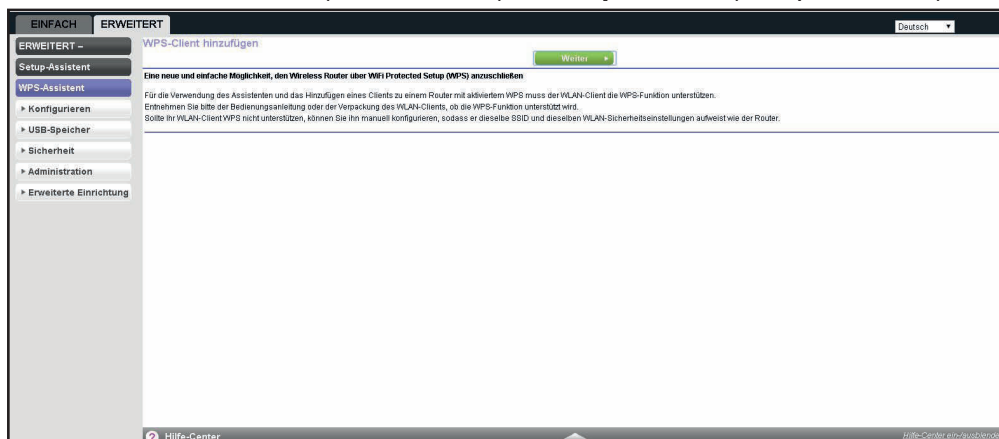 EINFACH
ERWEITERT
Deutsch
ERWEITERT –
Setup-Assistent
WPS-Assistent
Konfigurieren
USB-Speicher
Sicherheit
Administration
Erweiterte Einrichtung
WPS-Client hinzufügen
Weiter
Eine neue und einfache Möglichkeit, den Wireless Router über WiFi Protected Setup (WPS) anzuschließen
Für die Verwendung des Assistenten und das Hinzufügen eines Clients zu einem Router mit aktiviertem WPS muss der WLAN-Client die WPS-Funktion unterstützen.
Entnehmen Sie bitte der Bedienungsanleitung oder der Verpackung des WLAN-Clients, ob die WPS-Funktion unterstützt wird.
Sollte Ihr WLAN-Client WPS nicht unterstützen, können Sie ihn manuell konfigurieren, sodass er dieselbe SSID und dieselben WLAN-Sicherheitseinstellungen aufweist wie der Router.
? Hilfe-Center
Hilfe-Center ein-/ausblenden